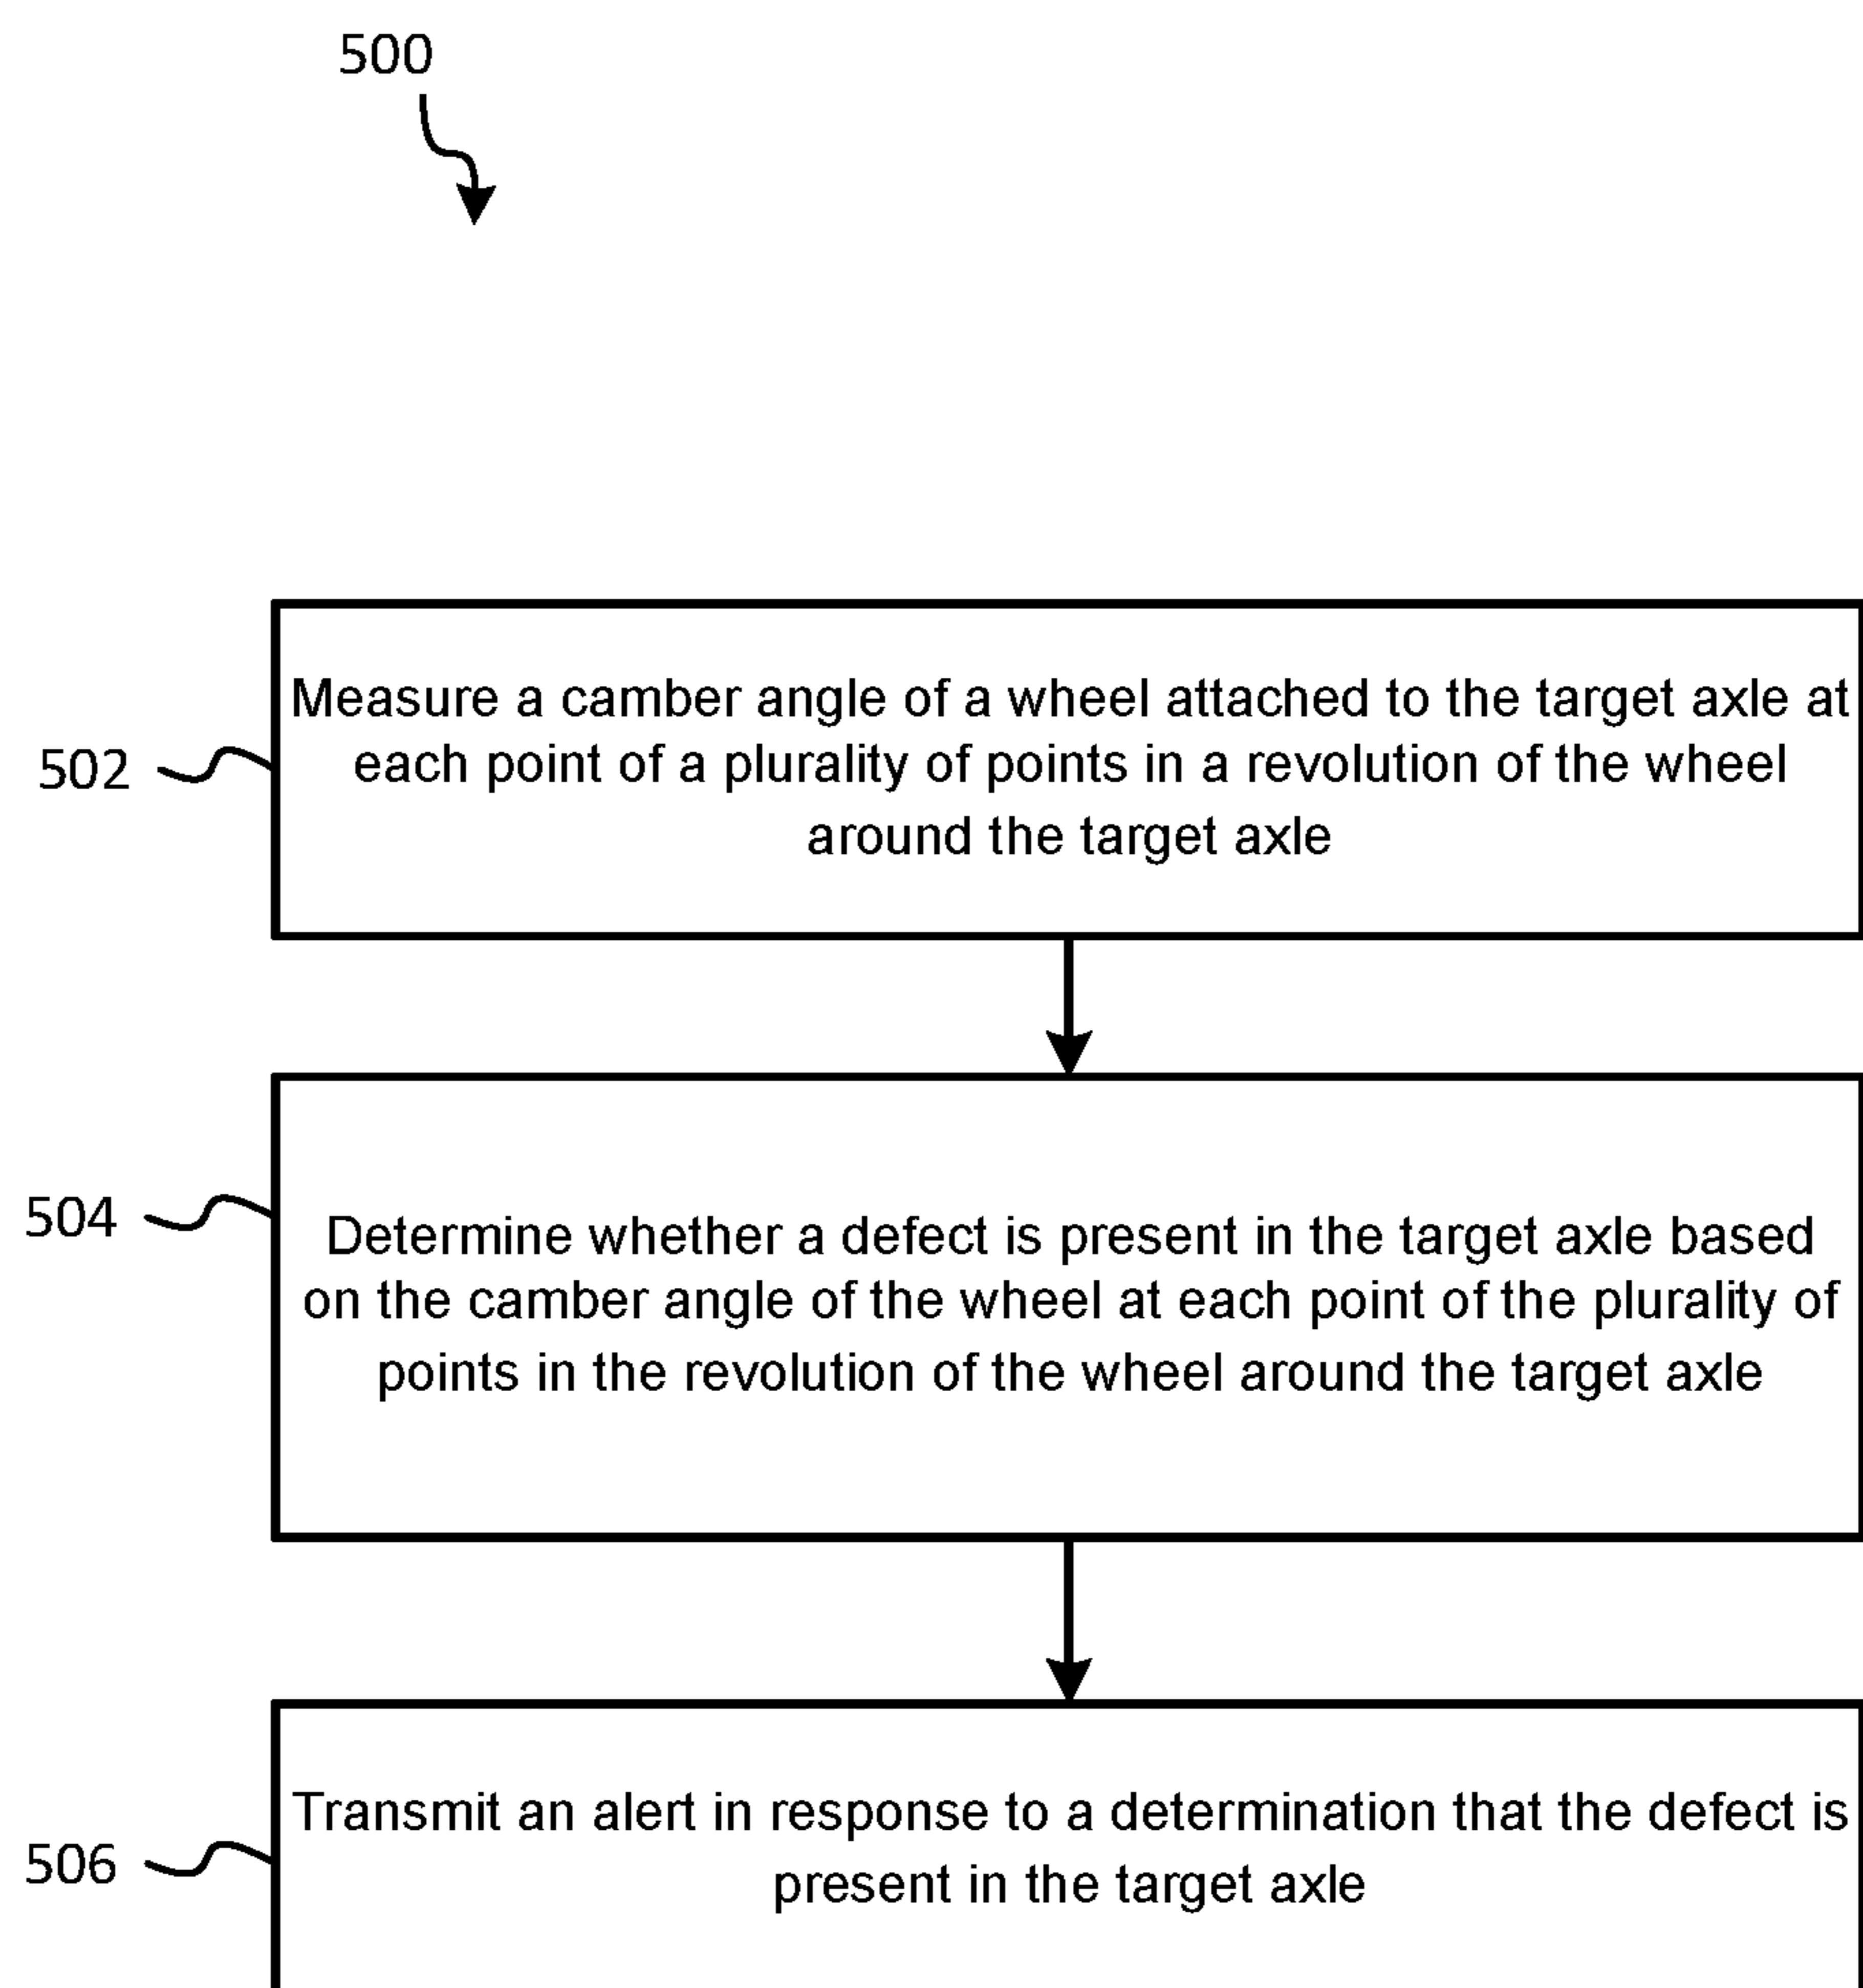 500
502
Measure a camber angle of a wheel attached to the target axle at
each point of a plurality of points in a revolution of the wheel
around the target axle
504
Determine whether a defect is present in the target axle based
on the camber angle of the wheel at each point of the plurality of
points in the revolution of the wheel around the target axle
506
Transmit an alert in response to a determination that the defect is
present in the target axle